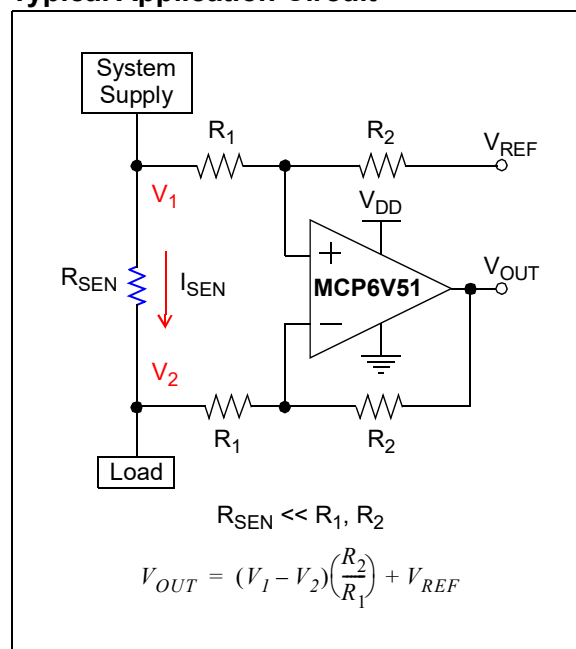 Typical Application Circuit
System
Supply
R1
R2
VREF
V1
VDD
RSEN
ISEN
+
MCP6V51
VOUT
−
V2
R1
R2
Load
RSEN << R1, R2
VOUT = (V1 − V2)(R2/R1) + VREF